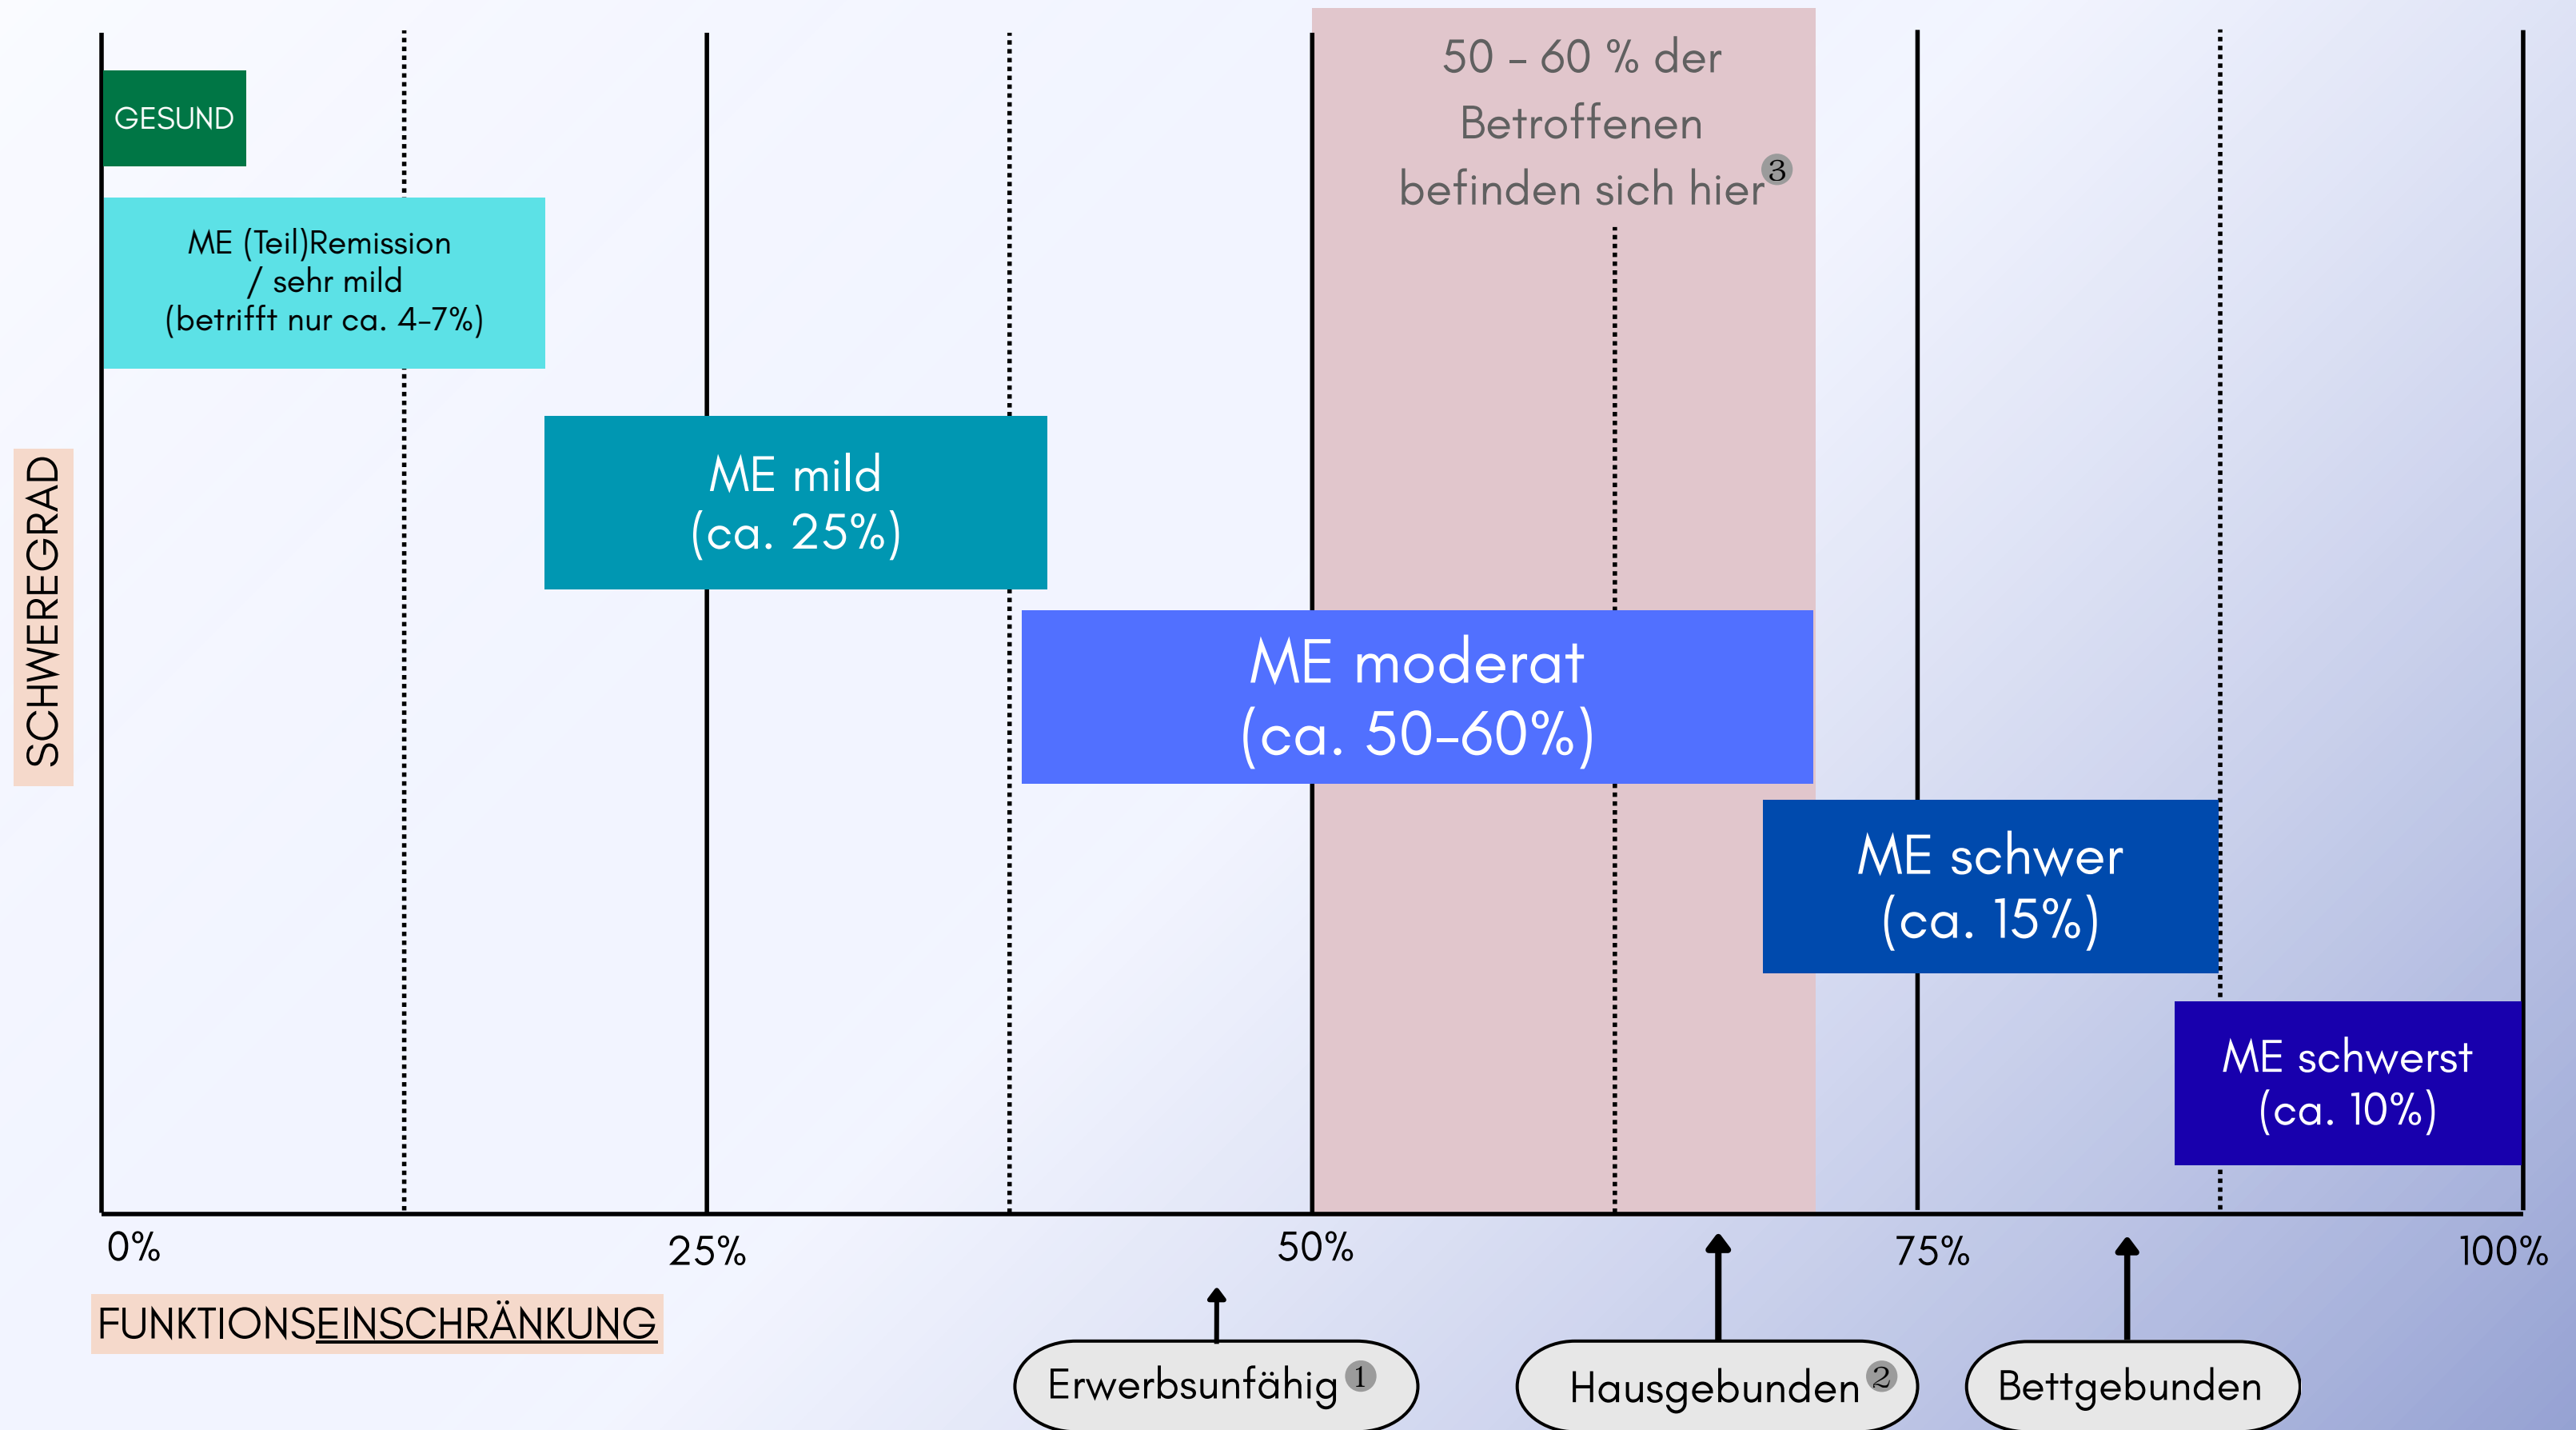 50 – 60 % der
Betroffenen
befinden sich hier 3
GESUND
ME (Teil)Remission
/ sehr mild
(betrifft nur ca. 4–7%)
ME mild
(ca. 25%)
SCHWEREGRAD
ME moderat
(ca. 50–60%)
ME schwer
(ca. 15%)
ME schwerst
(ca. 10%)
0%
25%
50%
75%
100%
FUNKTIONSEINSCHRÄNKUNG
Erwerbsunfähig 1
Hausgebunden 2
Bettgebunden